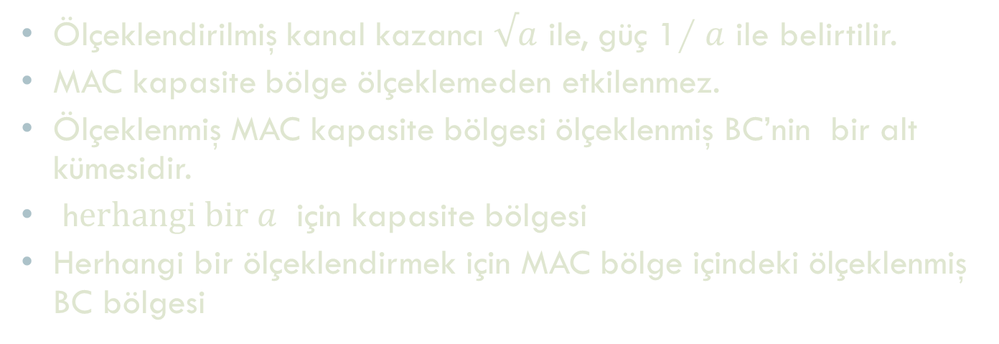 • Ölçeklendirilmiş kanal kazancı √a ile, güç 1/ a ile belirtilir.
• MAC kapasite bölge ölçeklemeden etkilenmez.
• Ölçeklenmiş MAC kapasite bölgesi ölçeklenmiş BC’nin bir alt
kümesidir.
• herhangi bir a için kapasite bölgesi
• Herhangi bir ölçeklendirmek için MAC bölge içindeki ölçeklenmiş
BC bölgesi